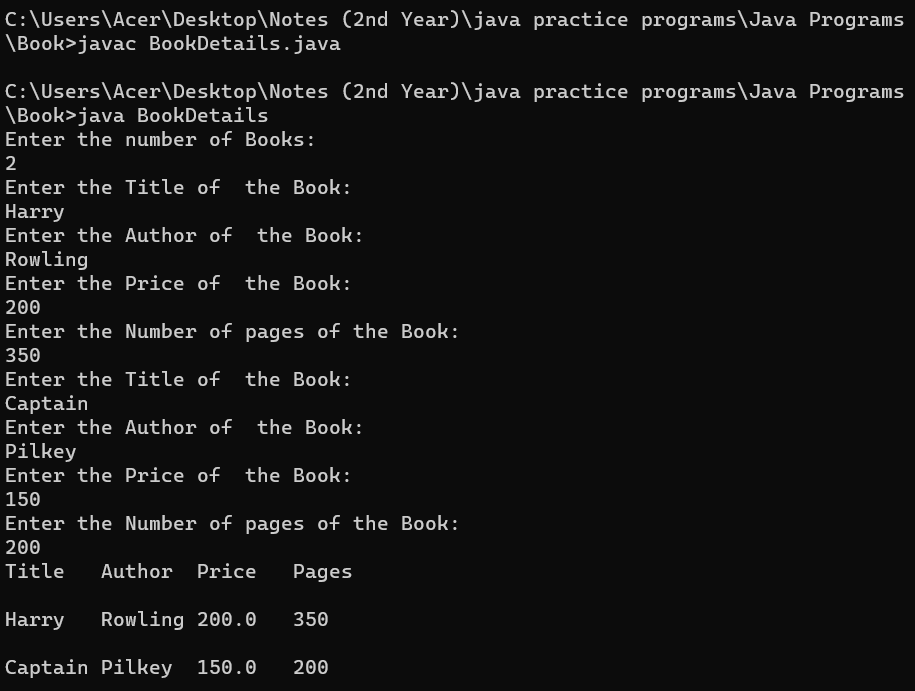 C:\Users\Acer\Desktop\Notes (2nd Year)\java practice programs\Java Programs
\Book>javac BookDetails.java
C:\Users\Acer\Desktop\Notes (2nd Year)\java practice programs\Java Programs
\Book>java BookDetails
Enter the number of Books:
2
Enter the Title of  the Book:
Harry
Enter the Author of  the Book:
Rowling
Enter the Price of  the Book:
200
Enter the Number of pages of the Book:
350
Enter the Title of  the Book:
Captain
Enter the Author of  the Book:
Pilkey
Enter the Price of  the Book:
150
Enter the Number of pages of the Book:
200
Title   Author  Price   Pages
Harry   Rowling 200.0   350
Captain Pilkey  150.0   200